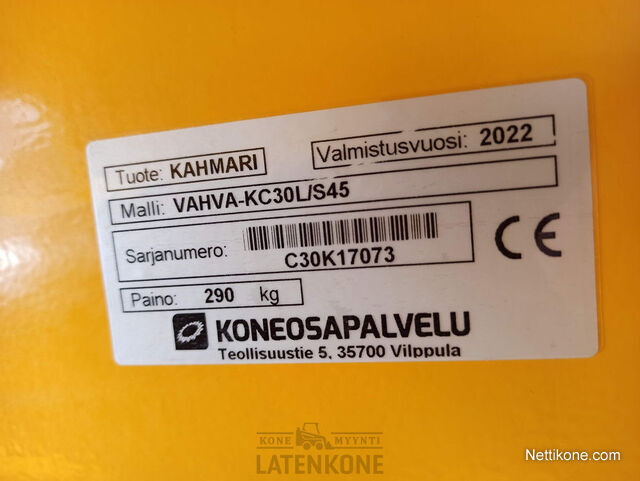 Tuote: KAHMARI
Valmistusvuosi: 2022
Malli: VAHVA-KC30L/S45
Sarjanumero:
C30K17073
CE
Paino: 290 kg
KONEOSAPALVELU
Teollisuustie 5, 35700 Vilppula
KONE MYYNTI
LATENKONE
Nettikone.com